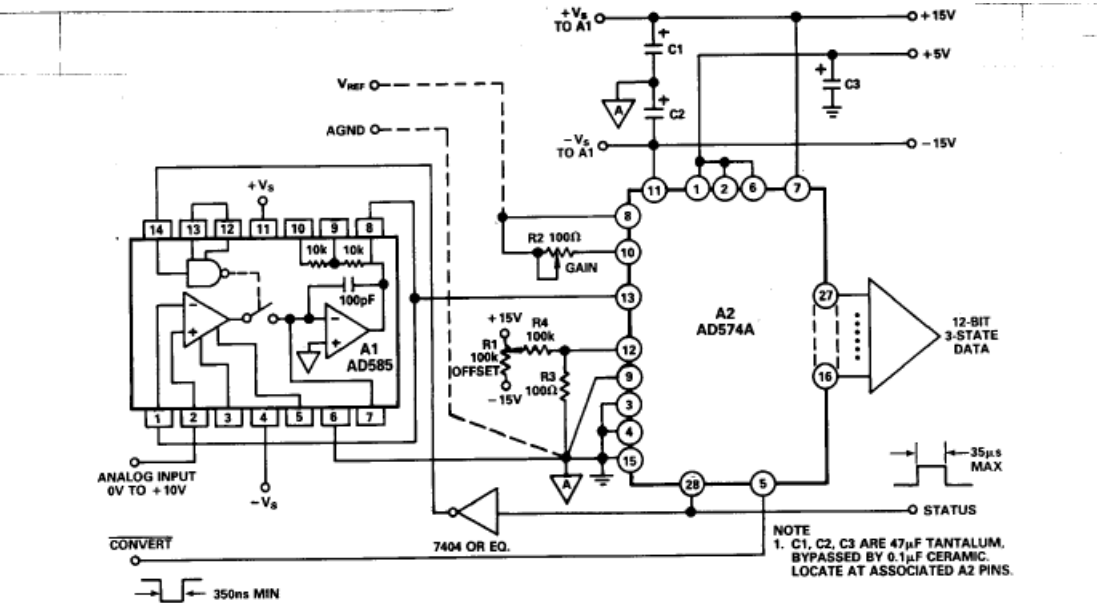 +VS
TO A1
+15V
+ C1
+5V
+ C3
VREF
A
+ C2
AGND
-VS
TO A1
-15V
+VS
11 1 2 6 7
14 13 12 11 10 9 8
8
10k 10k
R2 100Ω
10
GAIN
100pF
13
A2
AD574A
27
12-BIT
3-STATE
DATA
- +
- +
A1
AD585
+15V
R4
100k
R1
100k
OFFSET
12
-15V
R3
100Ω
9
16
3
4
1 2 3 4 5 6 7
15
ANALOG INPUT
0V TO +10V
-VS
A
28 5
35μs
MAX
STATUS
7404 OR EQ.
CONVERT
350ns MIN
NOTE
1. C1, C2, C3 ARE 47μF TANTALUM,
BYPASSED BY 0.1μF CERAMIC.
LOCATE AT ASSOCIATED A2 PINS.